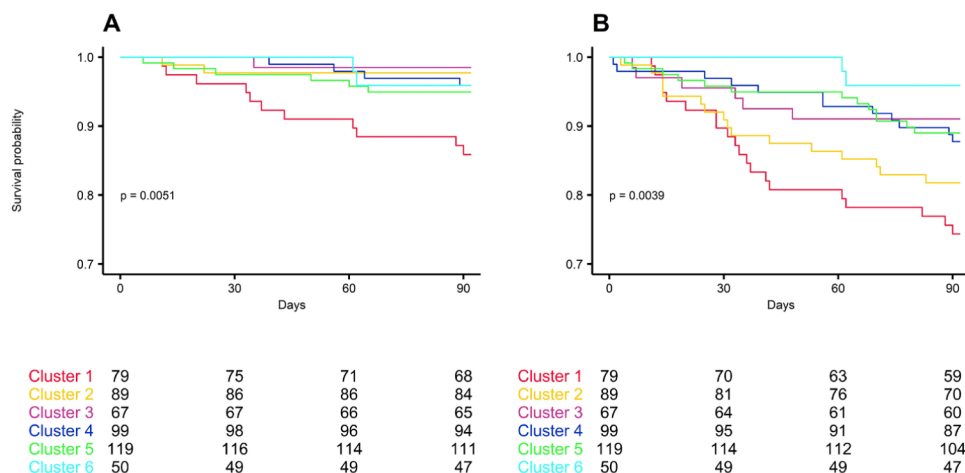 A
B
Survival probability
1.0
0.9
0.8
0.7
p = 0.0051
0 30 60 90
Days
1.0
0.9
0.8
0.7
p = 0.0039
0 30 60 90
Days
Cluster 1 79 75 71 68
Cluster 2 89 86 86 84
Cluster 3 67 67 66 65
Cluster 4 99 98 96 94
Cluster 5 119 116 114 111
Cluster 6 50 49 49 47
Cluster 1 79 70 63 59
Cluster 2 89 81 76 70
Cluster 3 67 64 61 60
Cluster 4 99 95 91 87
Cluster 5 119 114 112 104
Cluster 6 50 49 49 47